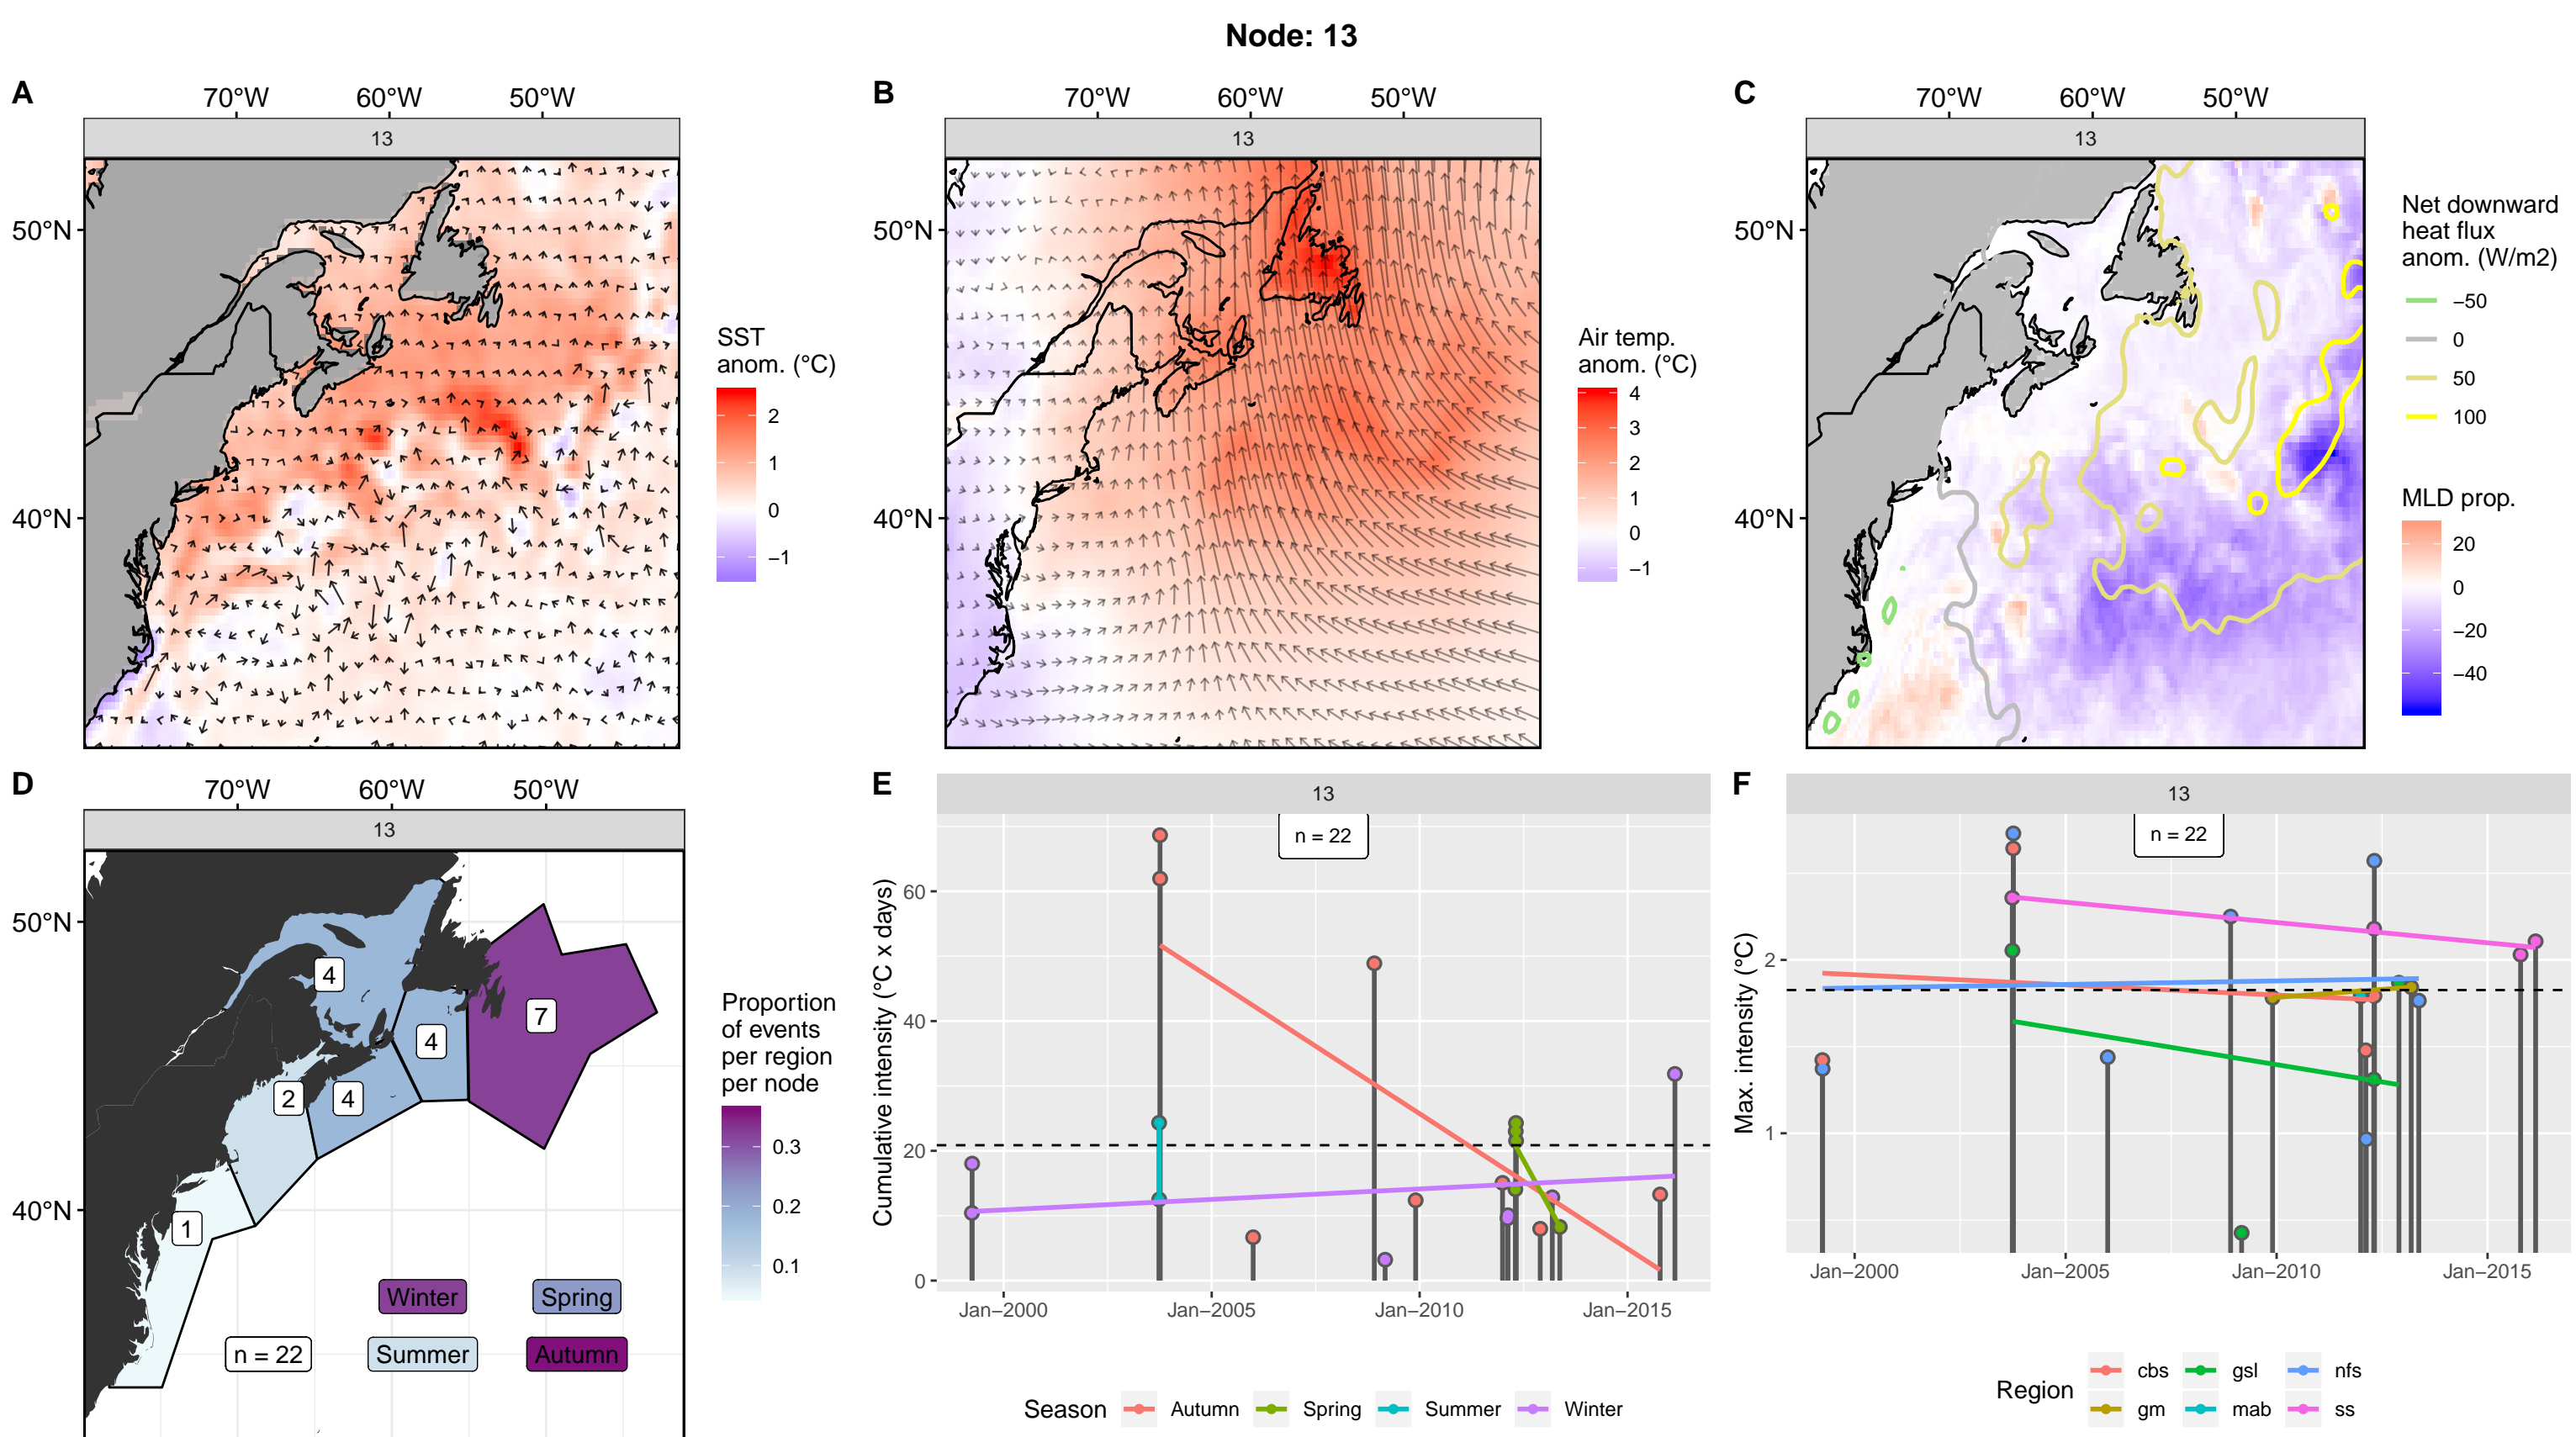 Node: 13
A
70°W 60°W 50°W
13
50°N
40°N
SST
anom. (°C)
2
1
0
−1
B
70°W 60°W 50°W
13
50°N
40°N
Air temp.
anom. (°C)
4
3
2
1
0
−1
C
70°W 60°W 50°W
13
50°N
40°N
Net downward
heat flux
anom. (W/m2)
−50
0
50
100
MLD prop.
20
0
−20
−40
D
70°W 60°W 50°W
13
50°N
40°N
4
7
4
2
4
1
Winter
Spring
n = 22
Summer
Autumn
Proportion
of events
per region
per node
0.3
0.2
0.1
E
13
n = 22
Cumulative intensity (°C x days)
60
40
20
0
Jan−2000 Jan−2005 Jan−2010 Jan−2015
Season Autumn Spring Summer Winter
F
13
n = 22
Max. intensity (°C)
2
1
Jan−2000 Jan−2005 Jan−2010 Jan−2015
Region
cbs gsl nfs
gm mab ss